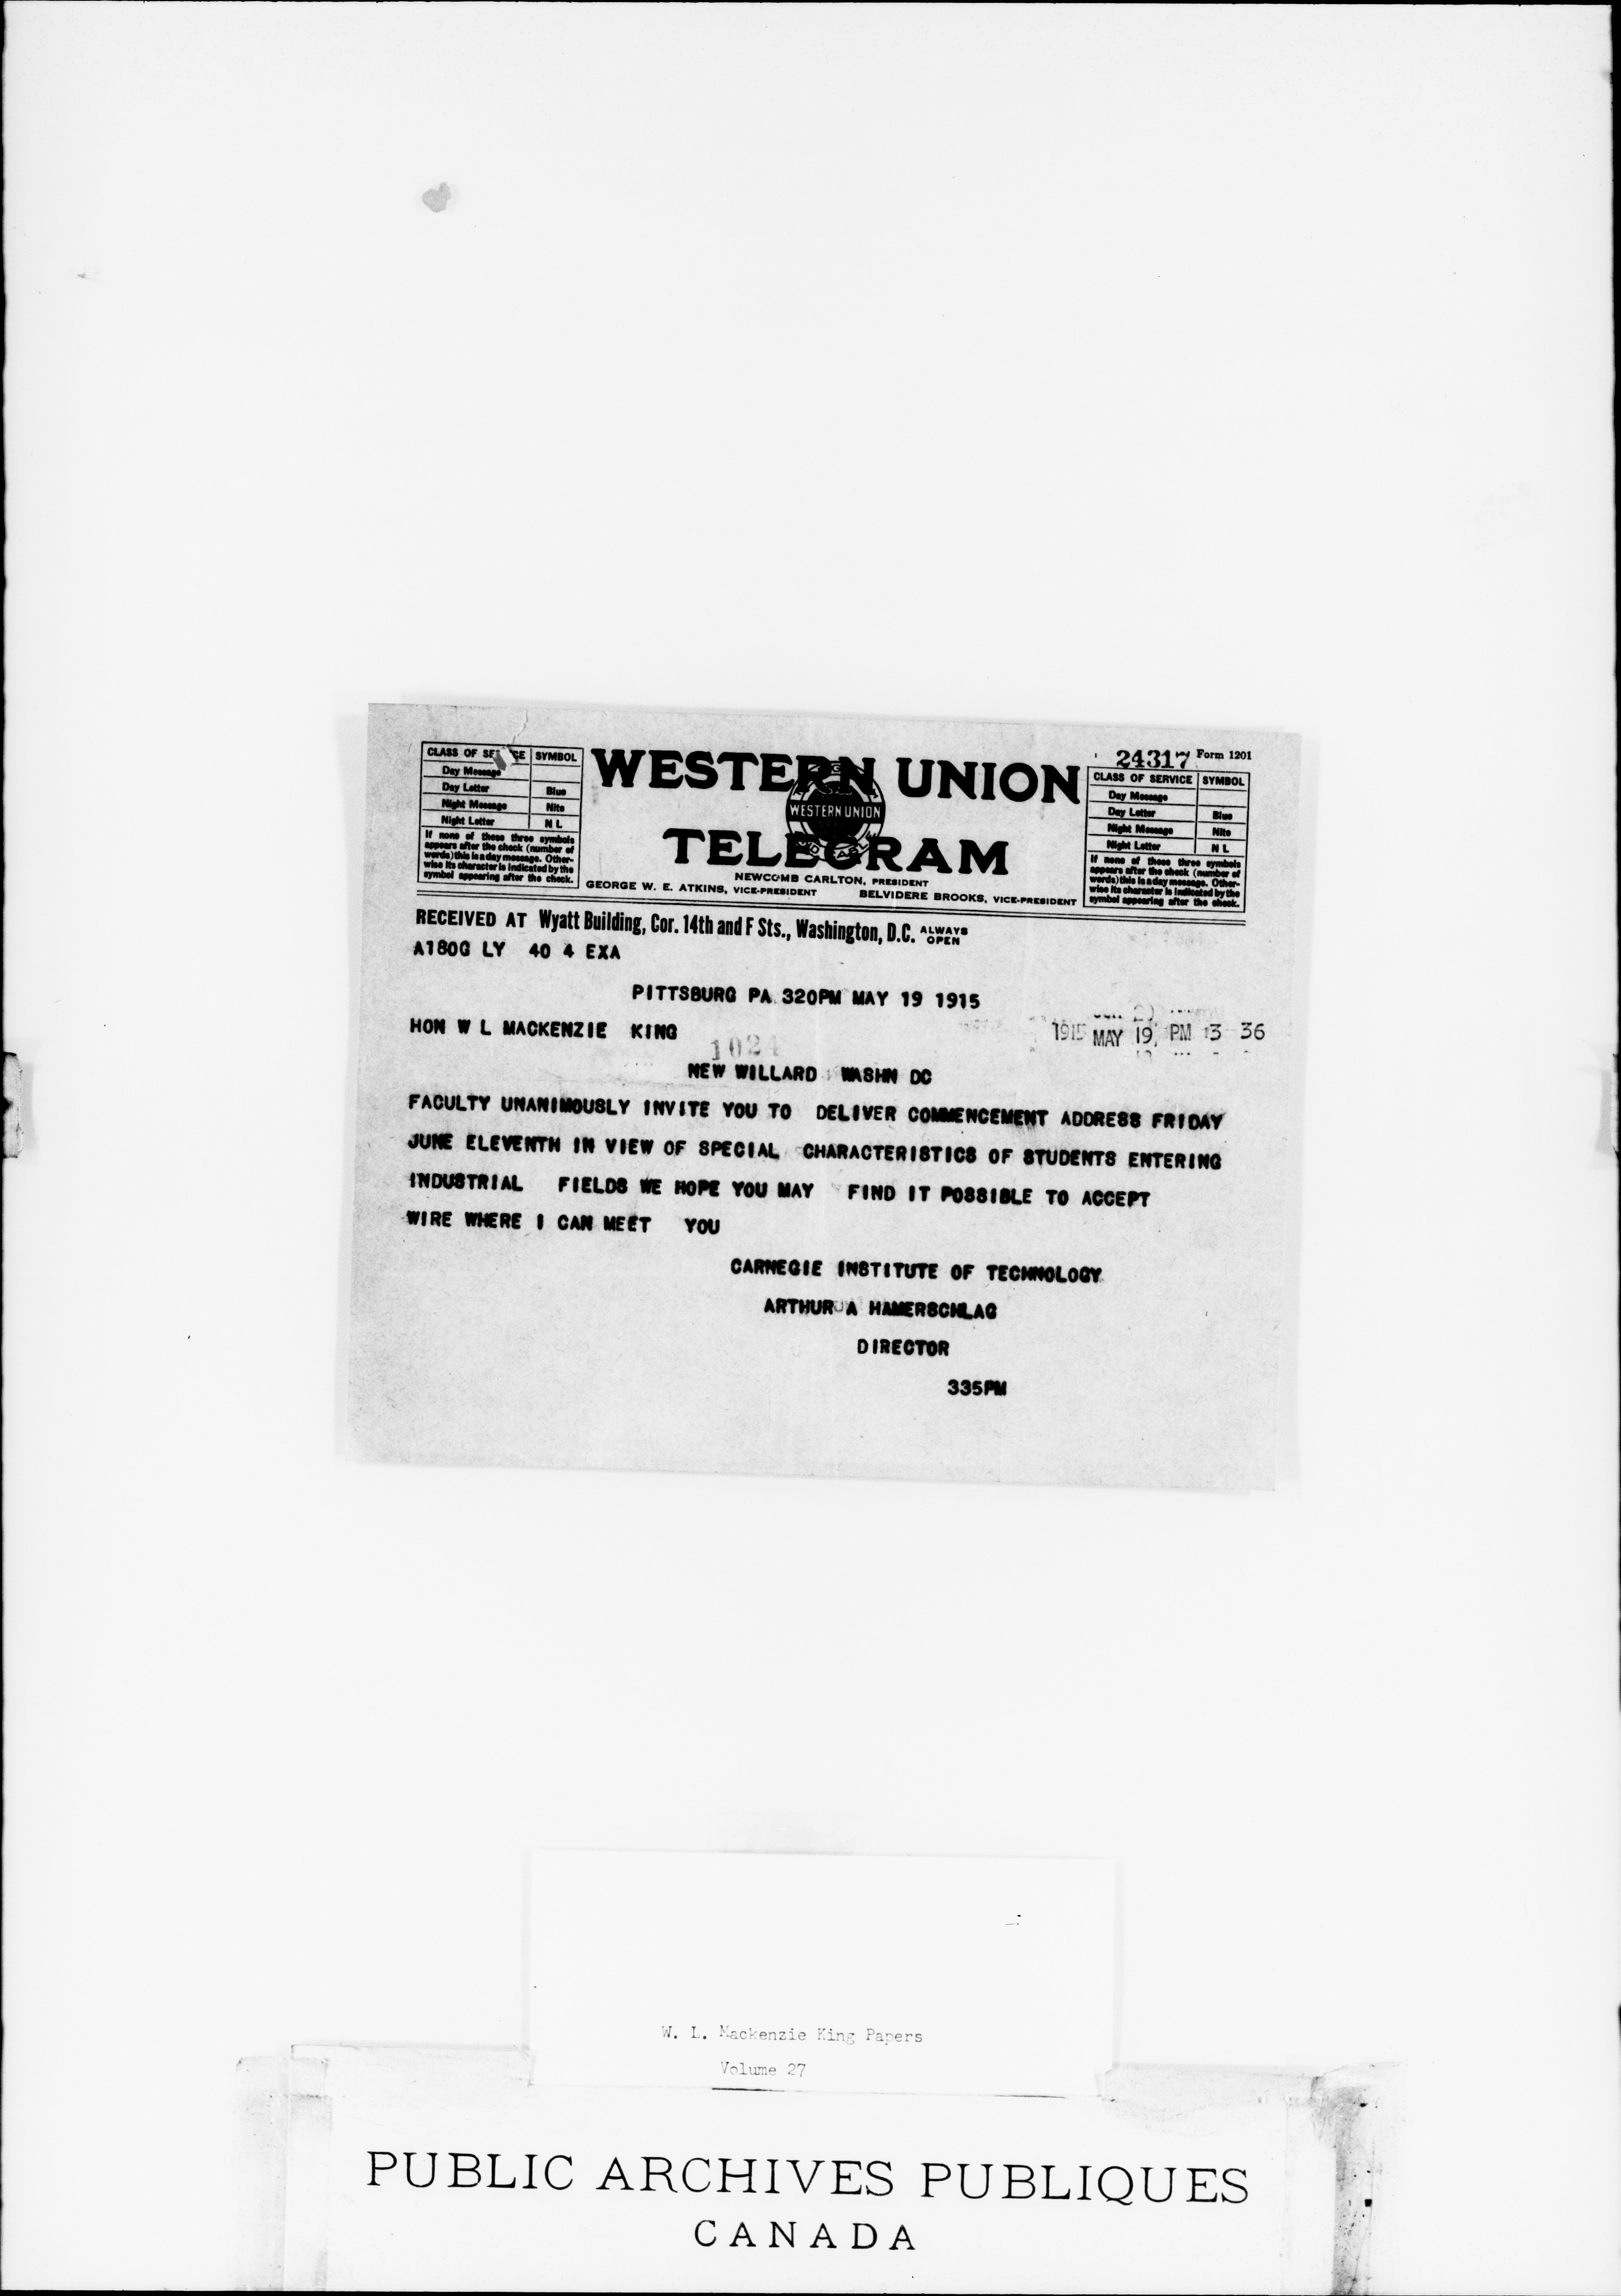 24317 Form 1201
CLASS OF SERVICE SYMBOL
Day Message
Day Letter Blue
Night Message Nite
Night Letter N L
If none of these three symbols
appears after the check (number of
words) this is a day message. Other-
wise its character is indicated by the
symbol appearing after the check.
WESTERN UNION
WESTERN UNION
TELEGRAM
NEWCOMB CARLTON, PRESIDENT
GEORGE W. E. ATKINS, VICE-PRESIDENT BELVIDERE BROOKS, VICE-PRESIDENT
CLASS OF SERVICE SYMBOL
Day Message
Day Letter Blue
Night Message Nite
Night Letter N L
If none of these three symbols
appears after the check (number of
words) this is a day message. Other-
wise its character is indicated by the
symbol appearing after the check.
RECEIVED AT Wyatt Building, Cor. 14th and F Sts., Washington, D.C. ALWAYS OPEN
A180G LY 40 4 EXA
PITTSBURG PA 320PM MAY 19 1915
HON W L MACKENZIE KING
1915 MAY 19 PM 3 36
1024
NEW WILLARD WASHN DC
FACULTY UNANIMOUSLY INVITE YOU TO DELIVER COMMENCEMENT ADDRESS FRIDAY
JUNE ELEVENTH IN VIEW OF SPECIAL CHARACTERISTICS OF STUDENTS ENTERING
INDUSTRIAL FIELDS WE HOPE YOU MAY FIND IT POSSIBLE TO ACCEPT
WIRE WHERE I CAN MEET YOU
CARNEGIE INSTITUTE OF TECHNOLOGY
ARTHUR A HAMERSCHLAG
DIRECTOR
335PM
W. L. Mackenzie King Papers
Volume 27
PUBLIC ARCHIVES PUBLIQUES
CANADA